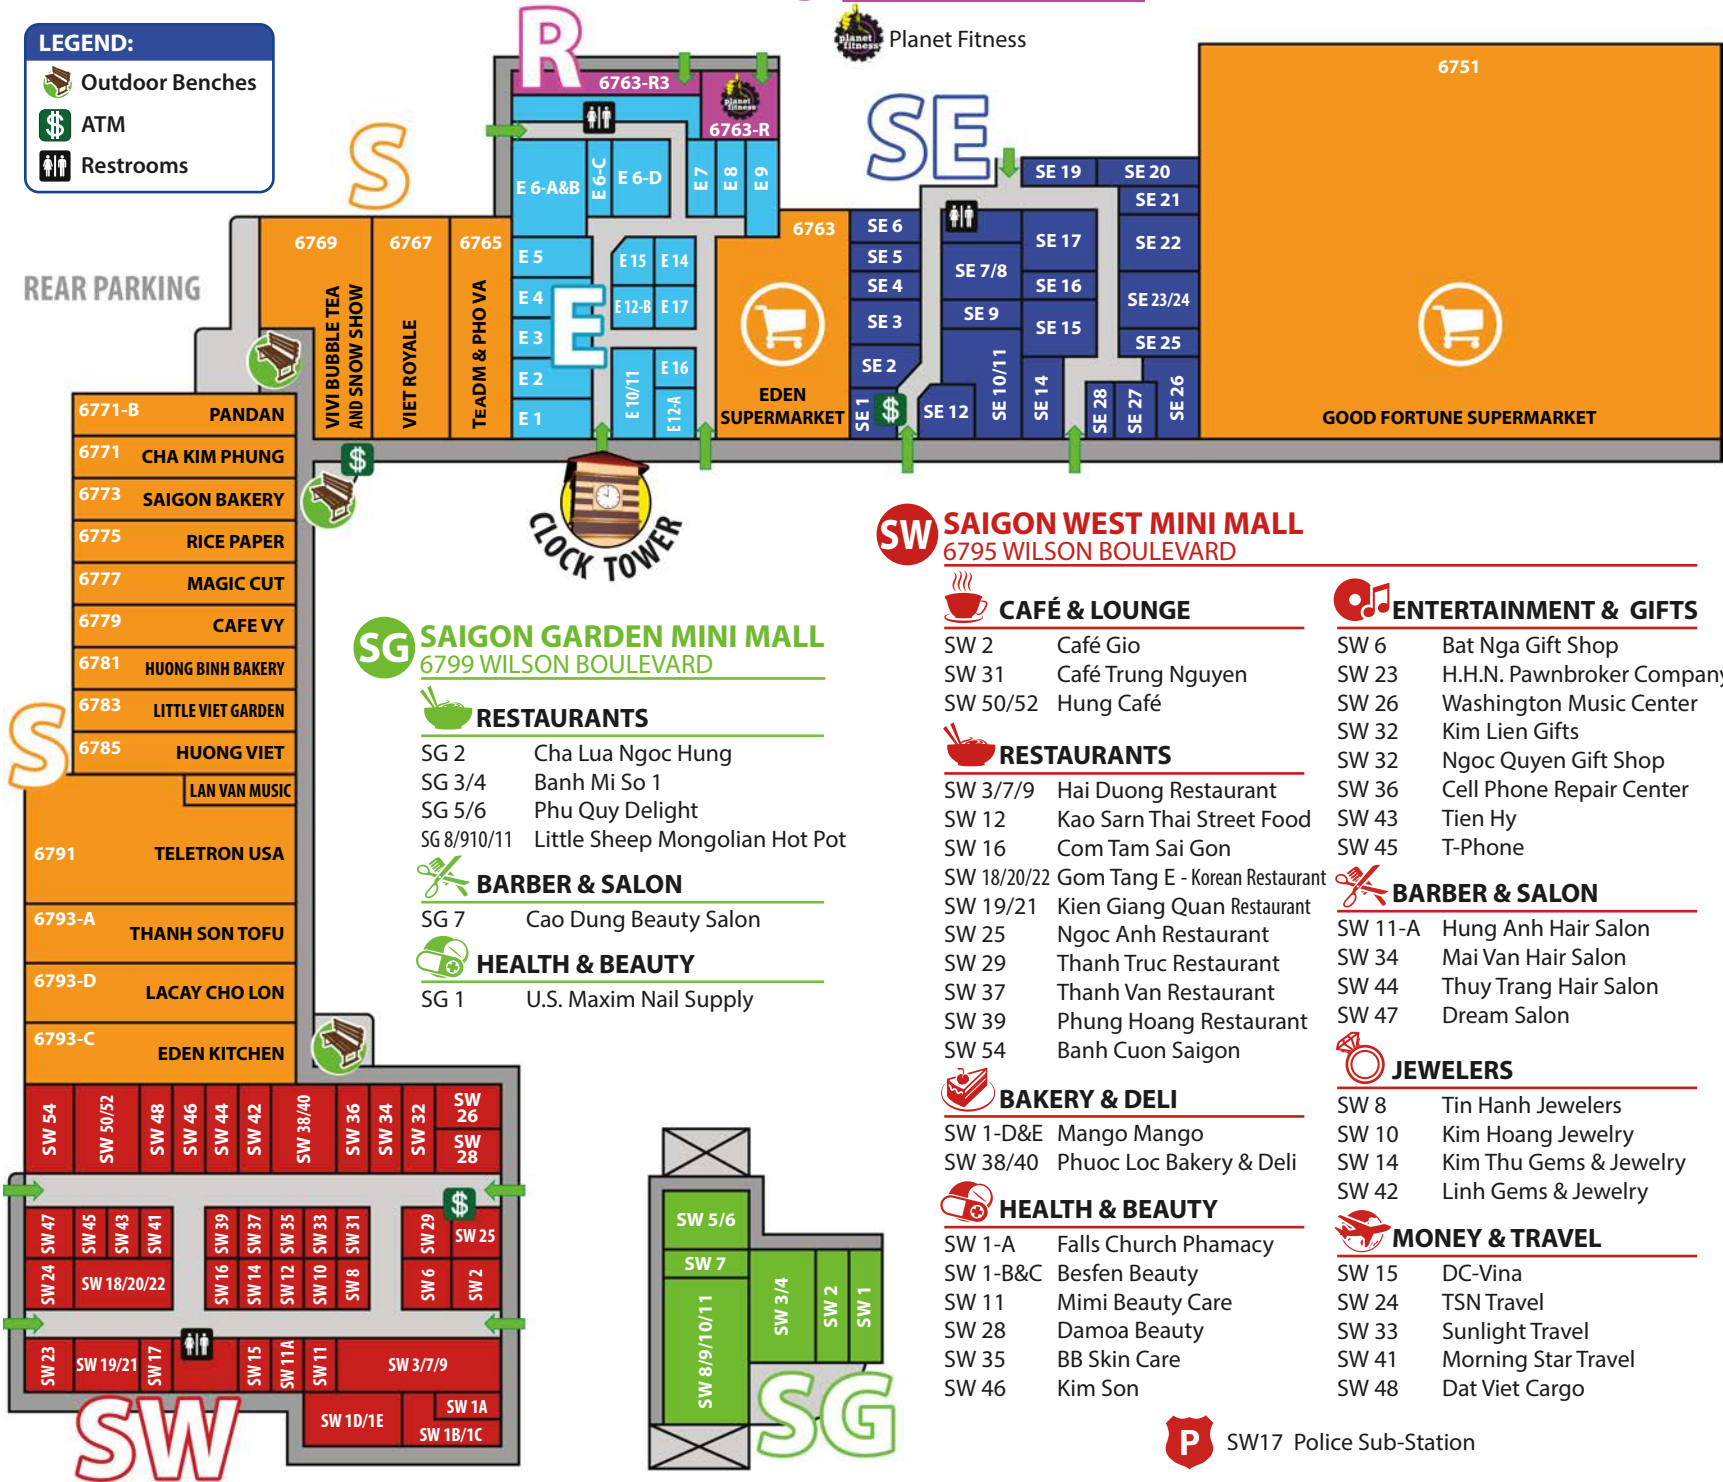 LEGEND:
Outdoor Benches
$ ATM
Restrooms
R
planet fitness
Planet Fitness
6763-R3
planet fitness
6763-R
S
SE
6751
GOOD FORTUNE SUPERMARKET
REAR PARKING
6769
VIVI BUBBLE TEA
AND SNOW SHOW
6767
VIET ROYALE
6765
TEADM & PHO VA
E 6-A&B
E 6-C
E 6-D
E 7
E 8
E 9
E 5
E 4
E 3
E 2
E 1
E
E 15
E 14
E 12-B
E 17
E 10/11
E 16
E 12-A
6763
EDEN
SUPERMARKET
SE 6
SE 5
SE 4
SE 3
SE 2
SE 1
$
SE 7/8
SE 9
SE 10/11
SE 12
SE 17
SE 16
SE 15
SE 14
SE 19
SE 20
SE 21
SE 22
SE 23/24
SE 25
SE 26
SE 27
SE 28
$
CLOCK TOWER
6771-B PANDAN
6771 CHA KIM PHUNG
6773 SAIGON BAKERY
6775 RICE PAPER
6777 MAGIC CUT
6779 CAFE VY
6781 HUONG BINH BAKERY
6783 LITTLE VIET GARDEN
6785 HUONG VIET
S
LAN VAN MUSIC
6791 TELETRON USA
6793-A THANH SON TOFU
6793-D LACAY CHO LON
6793-C EDEN KITCHEN
SW 54
SW 50/52
SW 48
SW 46
SW 44
SW 42
SW 38/40
SW 36
SW 34
SW 32
SW 26
SW 28
$
SW 47
SW 45
SW 43
SW 41
SW 39
SW 37
SW 35
SW 33
SW 31
SW 29
SW 25
SW 24
SW 18/20/22
SW 16
SW 14
SW 12
SW 10
SW 8
SW 6
SW 2
SW 23
SW 19/21
SW 17
SW 15
SW 11A
SW 11
SW 3/7/9
SW 1D/1E
SW 1A
SW 1B/1C
SW
SG SAIGON GARDEN MINI MALL
6799 WILSON BOULEVARD
RESTAURANTS
SG 2 Cha Lua Ngoc Hung
SG 3/4 Banh Mi So 1
SG 5/6 Phu Quy Delight
SG 8/910/11 Little Sheep Mongolian Hot Pot
BARBER & SALON
SG 7 Cao Dung Beauty Salon
HEALTH & BEAUTY
SG 1 U.S. Maxim Nail Supply
SW 5/6
SW 7
SW 8/9/10/11
SW 3/4
SW 2
SW 1
SG
SW SAIGON WEST MINI MALL
6795 WILSON BOULEVARD
CAFÉ & LOUNGE
SW 2 Café Gio
SW 31 Café Trung Nguyen
SW 50/52 Hung Café
RESTAURANTS
SW 3/7/9 Hai Duong Restaurant
SW 12 Kao Sarn Thai Street Food
SW 16 Com Tam Sai Gon
SW 18/20/22 Gom Tang E - Korean Restaurant
SW 19/21 Kien Giang Quan Restaurant
SW 25 Ngoc Anh Restaurant
SW 29 Thanh Truc Restaurant
SW 37 Thanh Van Restaurant
SW 39 Phung Hoang Restaurant
SW 54 Banh Cuon Saigon
BAKERY & DELI
SW 1-D&E Mango Mango
SW 38/40 Phuoc Loc Bakery & Deli
HEALTH & BEAUTY
SW 1-A Falls Church Phamacy
SW 1-B&C Besfen Beauty
SW 11 Mimi Beauty Care
SW 28 Damoa Beauty
SW 35 BB Skin Care
SW 46 Kim Son
ENTERTAINMENT & GIFTS
SW 6 Bat Nga Gift Shop
SW 23 H.H.N. Pawnbroker Company
SW 26 Washington Music Center
SW 32 Kim Lien Gifts
SW 32 Ngoc Quyen Gift Shop
SW 36 Cell Phone Repair Center
SW 43 Tien Hy
SW 45 T-Phone
BARBER & SALON
SW 11-A Hung Anh Hair Salon
SW 34 Mai Van Hair Salon
SW 44 Thuy Trang Hair Salon
SW 47 Dream Salon
JEWELERS
SW 8 Tin Hanh Jewelers
SW 10 Kim Hoang Jewelry
SW 14 Kim Thu Gems & Jewelry
SW 42 Linh Gems & Jewelry
MONEY & TRAVEL
SW 15 DC-Vina
SW 24 TSN Travel
SW 33 Sunlight Travel
SW 41 Morning Star Travel
SW 48 Dat Viet Cargo
P SW17 Police Sub-Station